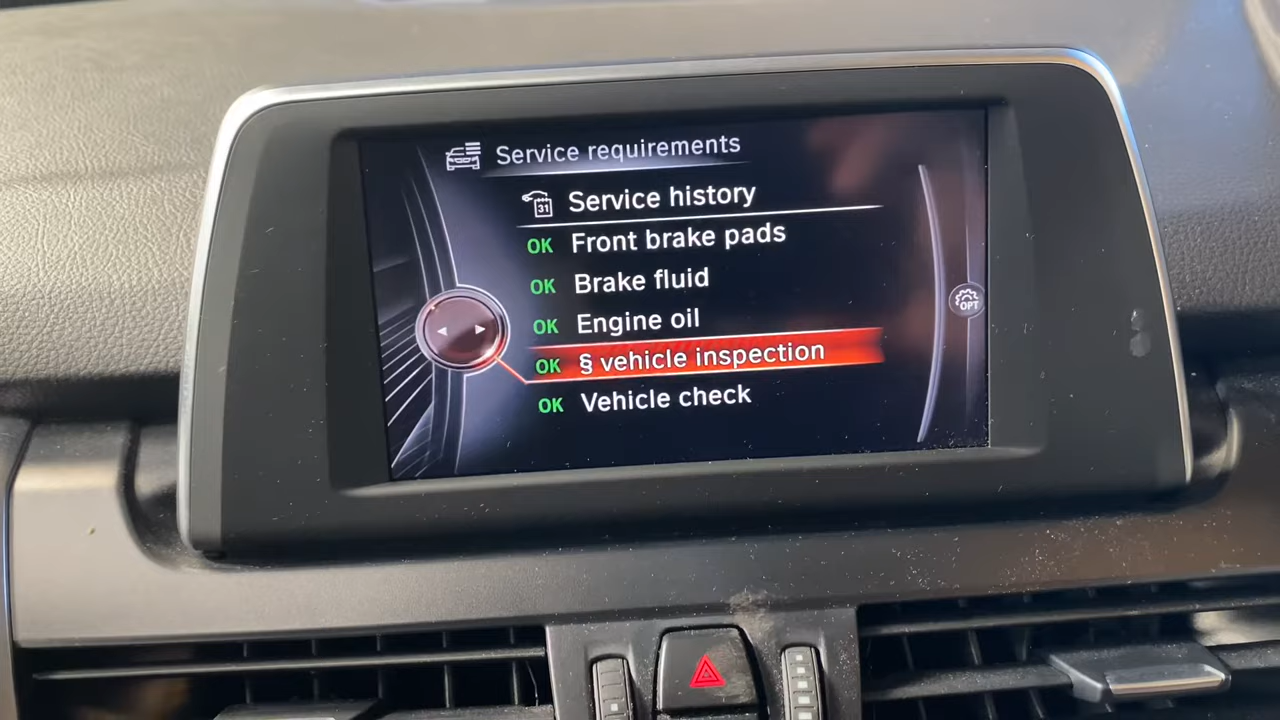 Service requirements
31 Service history
OK Front brake pads
OK Brake fluid
OK Engine oil
OK § vehicle inspection
OK Vehicle check
OPT